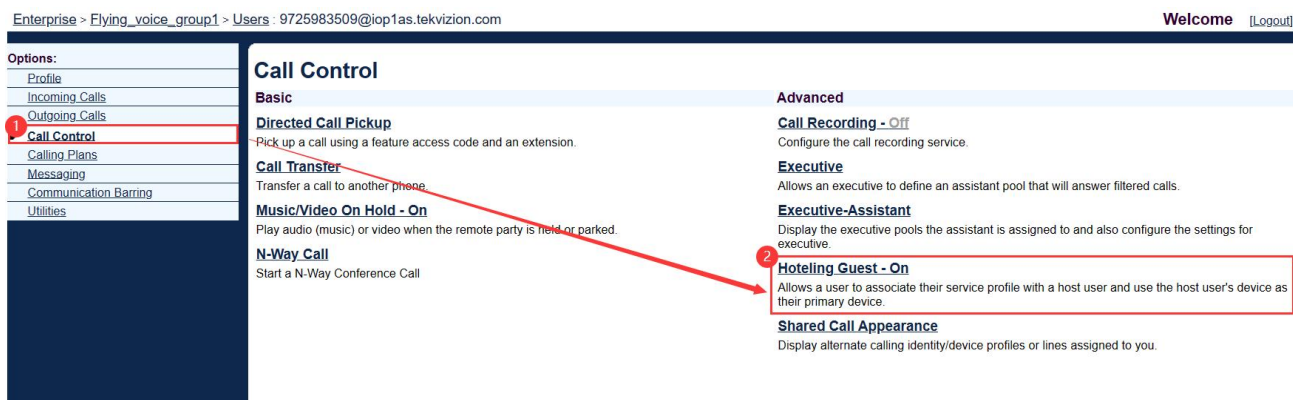 Enterprise > Flying_voice_group1 > Users : 9725983509@iop1as.tekvizion.com
Welcome [Logout]
Options:
Profile
Incoming Calls
Outgoing Calls
1
Call Control
Calling Plans
Messaging
Communication Barring
Utilities
Call Control
Basic
Directed Call Pickup
Pick up a call using a feature access code and an extension.
Call Transfer
Transfer a call to another phone.
Music/Video On Hold - On
Play audio (music) or video when the remote party is held or parked.
N-Way Call
Start a N-Way Conference Call
Advanced
Call Recording - Off
Configure the call recording service.
Executive
Allows an executive to define an assistant pool that will answer filtered calls.
Executive-Assistant
Display the executive pools the assistant is assigned to and also configure the settings for
executive.
2
Hoteling Guest - On
Allows a user to associate their service profile with a host user and use the host user's device as
their primary device.
Shared Call Appearance
Display alternate calling identity/device profiles or lines assigned to you.